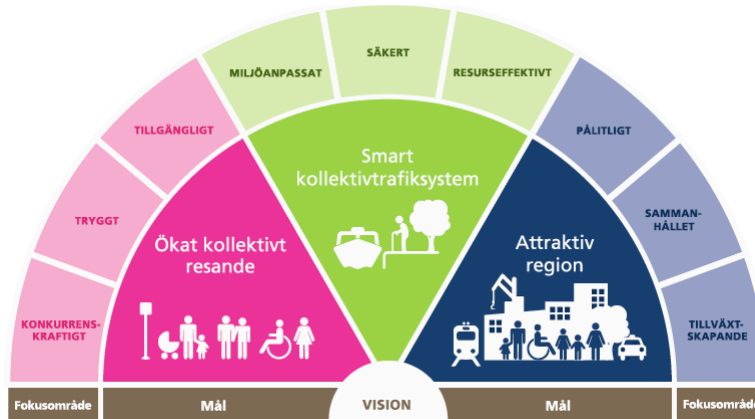 MILJÖANPASSAT
SÄKERT
RESURSEFFEKTIVT
TILLGÄNGLIGT
PÅLITLIGT
TRYGGT
SAMMAN-
HÅLLET
KONKURRENS-
KRAFTIGT
TILLVÄXT-
SKAPANDE
Ökat kollektivt
resande
Smart
kollektivtrafiksystem
Attraktiv
region
Fokusområde
Mål
VISION
Mål
Fokusområde